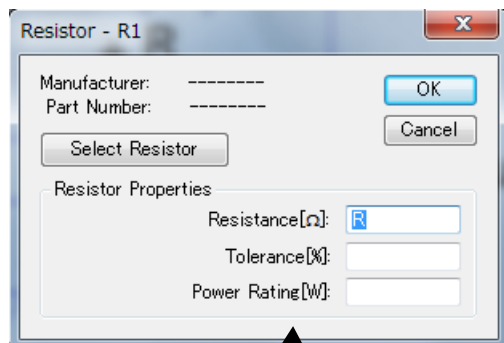 Resistor - R1
Manufacturer: --------
Part Number: --------
OK
Cancel
Select Resistor
Resistor Properties
Resistance[Ω]: R
Tolerance[%]:
Power Rating[W]: